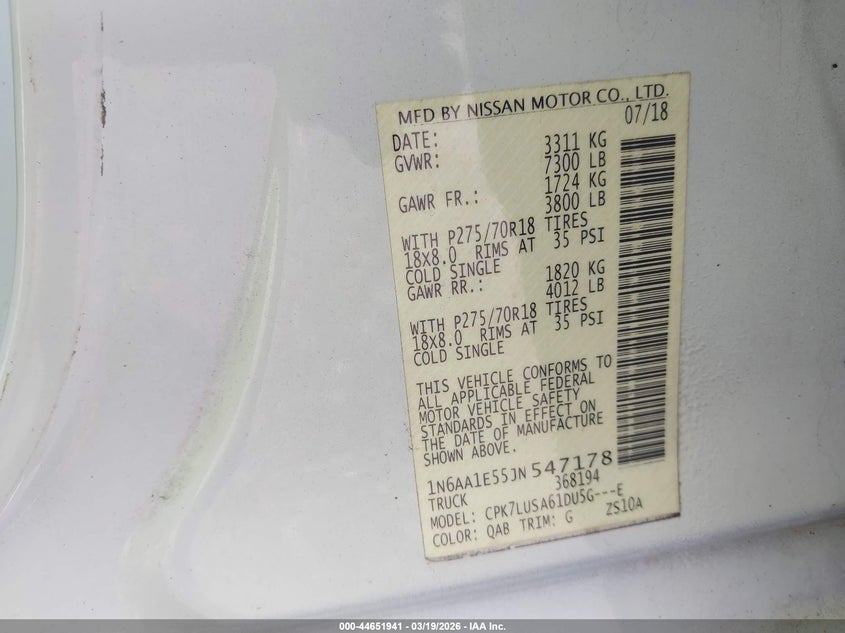 MFD BY NISSAN MOTOR CO., LTD.
DATE: 07/18
GVWR: 3311 KG
7300 LB
GAWR FR.: 1724 KG
3800 LB
WITH P275/70R18 TIRES
18X8.0 RIMS AT 35 PSI
COLD SINGLE
GAWR RR.: 1820 KG
4012 LB
WITH P275/70R18 TIRES
18X8.0 RIMS AT 35 PSI
COLD SINGLE
THIS VEHICLE CONFORMS TO
ALL APPLICABLE FEDERAL
MOTOR VEHICLE SAFETY
STANDARDS IN EFFECT ON
THE DATE OF MANUFACTURE
SHOWN ABOVE.
1N6AA1E55JN547178
TRUCK 368194
MODEL: CPK7LUSA61DU5G---E
COLOR: QAB TRIM: G ZS10A
000-44651941 - 03/19/2026 - IAA Inc.